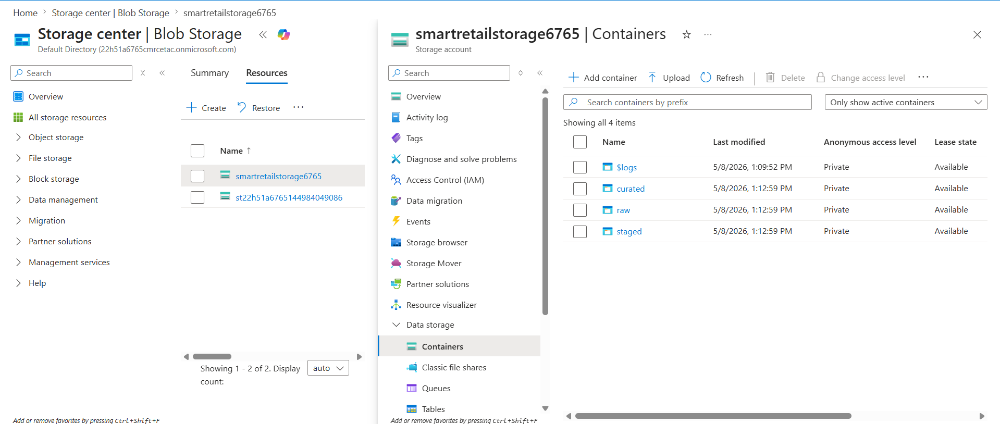 Home > Storage center | Blob Storage > smartretailstorage6765
Storage center | Blob Storage
Default Directory (22h51a6765cmrcetac.onmicrosoft.com)
Search
Overview
All storage resources
Object storage
File storage
Block storage
Data management
Migration
Partner solutions
Management services
Help
Add or remove favorites by pressing Ctrl+Shift+F
Summary Resources
Create Restore ...
Name ↑
smartretailstorage6765
st22h51a6765144984049086
Showing 1 - 2 of 2. Display auto
count:
smartretailstorage6765 | Containers ...
Storage account
Search
Overview
Activity log
Tags
Diagnose and solve problems
Access Control (IAM)
Data migration
Events
Storage browser
Storage Mover
Partner solutions
Resource visualizer
Data storage
Containers
Classic file shares
Queues
Tables
Add or remove favorites by pressing Ctrl+Shift+F
Add container Upload Refresh Delete Change access level ...
Search containers by prefix Only show active containers
Showing all 4 items
Name Last modified Anonymous access level Lease state
$logs 5/8/2026, 1:09:52 PM Private Available
curated 5/8/2026, 1:12:59 PM Private Available
raw 5/8/2026, 1:12:59 PM Private Available
staged 5/8/2026, 1:12:59 PM Private Available